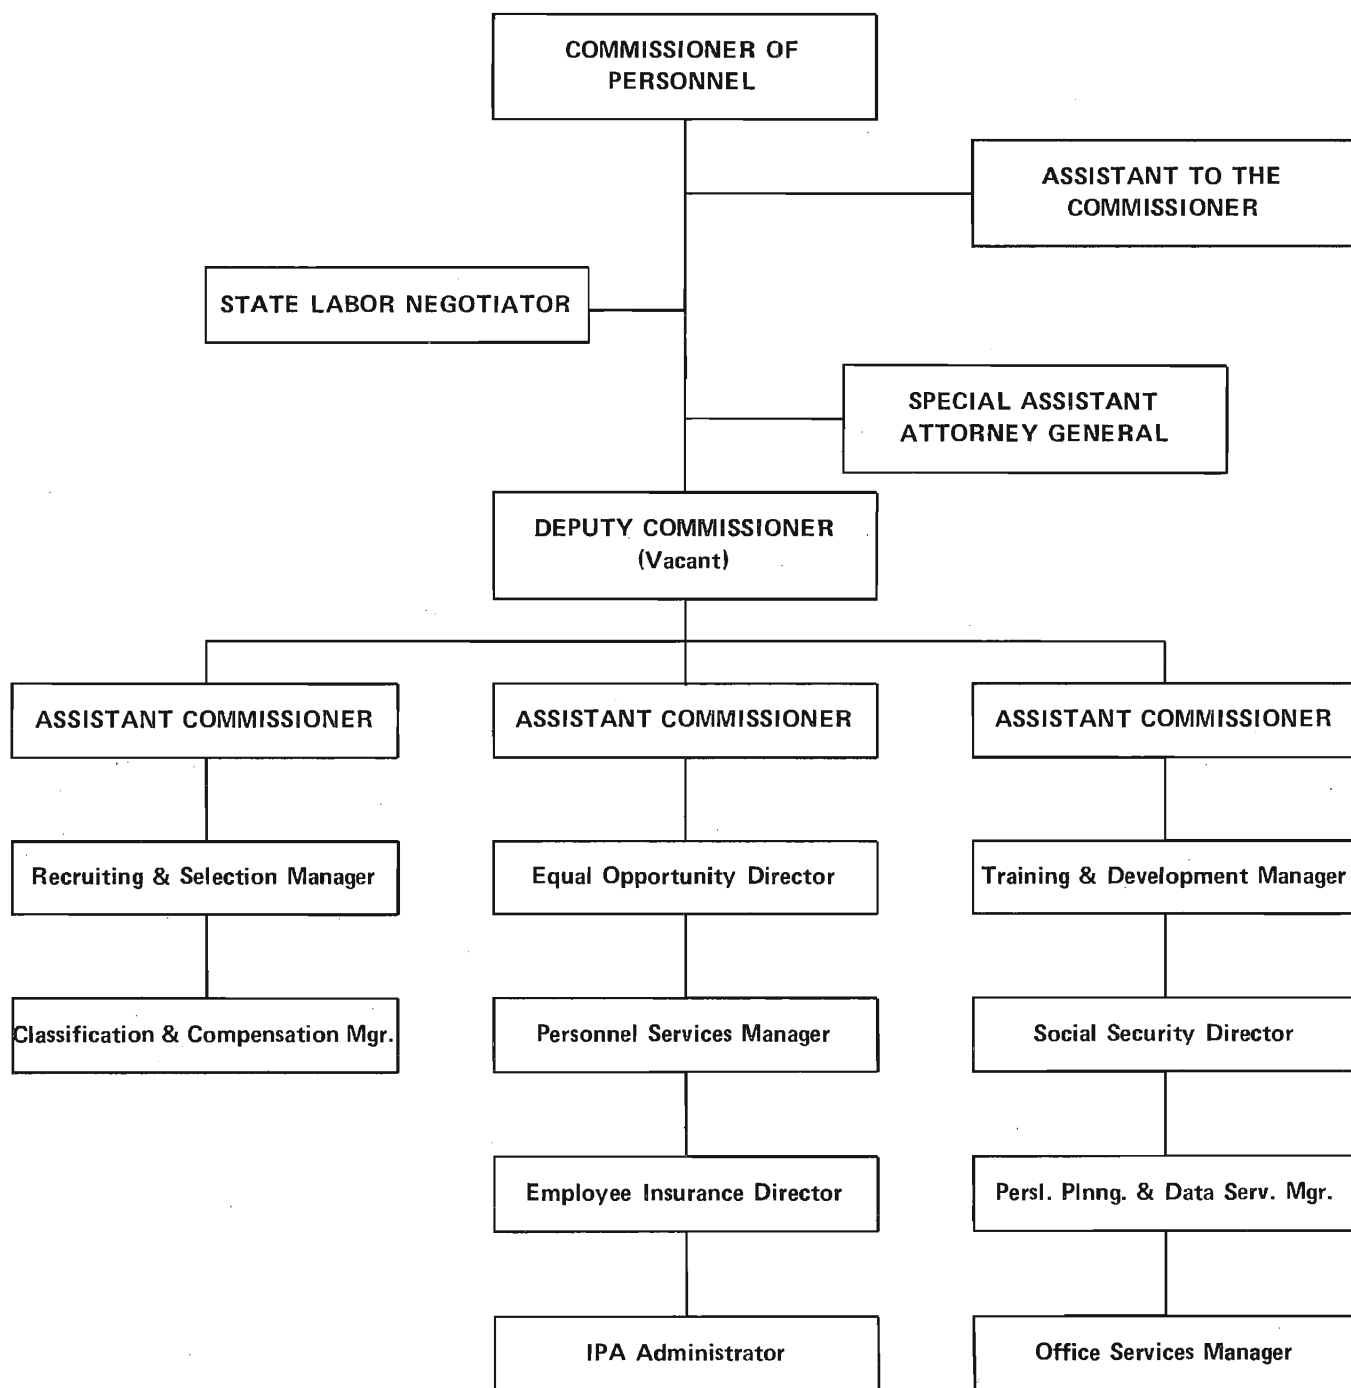 COMMISSIONER OF
PERSONNEL
ASSISTANT TO THE
COMMISSIONER
STATE LABOR NEGOTIATOR
SPECIAL ASSISTANT
ATTORNEY GENERAL
DEPUTY COMMISSIONER
(Vacant)
ASSISTANT COMMISSIONER
ASSISTANT COMMISSIONER
ASSISTANT COMMISSIONER
Recruiting & Selection Manager
Equal Opportunity Director
Training & Development Manager
Classification & Compensation Mgr.
Personnel Services Manager
Social Security Director
Employee Insurance Director
Persl. Plnng. & Data Serv. Mgr.
IPA Administrator
Office Services Manager